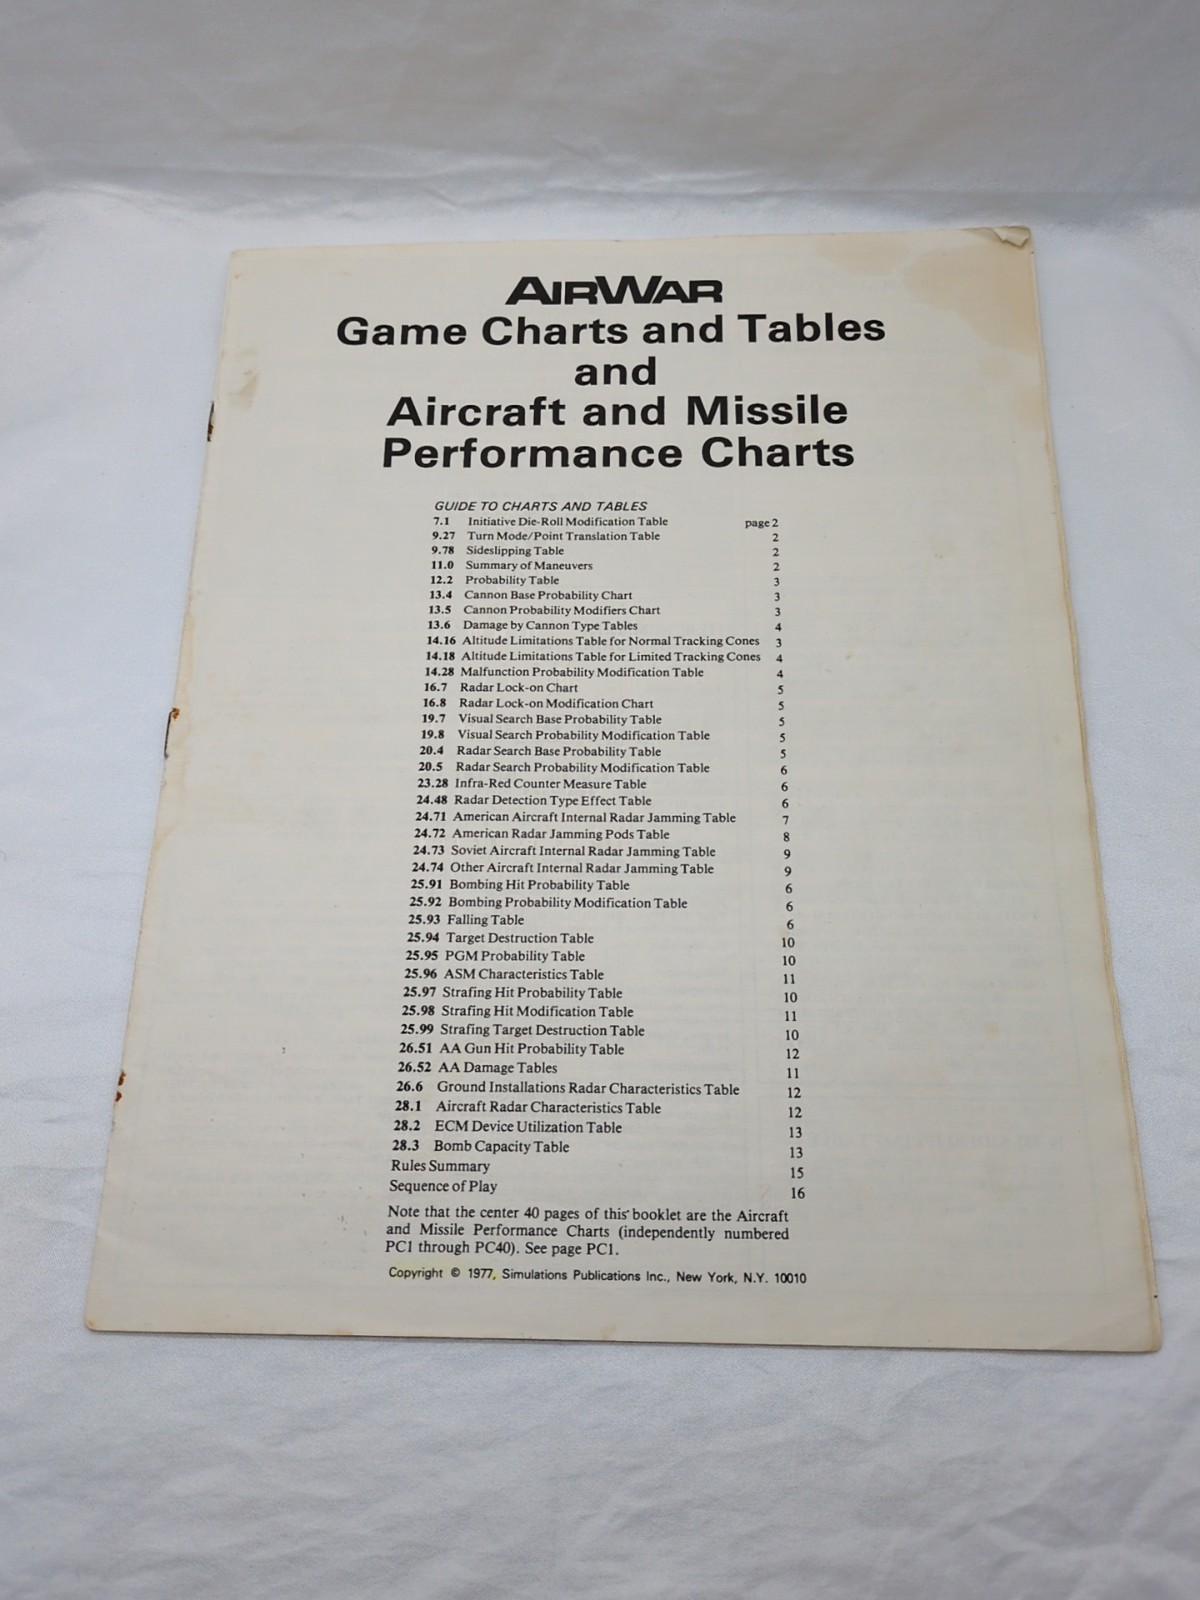 AIRWAR
Game Charts and Tables
and
Aircraft and Missile
Performance Charts
GUIDE TO CHARTS AND TABLES
7.1 Initiative Die-Roll Modification Table page 2
9.27 Turn Mode/Point Translation Table 2
9.78 Sideslipping Table 2
11.0 Summary of Maneuvers 2
12.2 Probability Table 3
13.4 Cannon Base Probability Chart 3
13.5 Cannon Probability Modifiers Chart 3
13.6 Damage by Cannon Type Tables 4
14.16 Altitude Limitations Table for Normal Tracking Cones 3
14.18 Altitude Limitations Table for Limited Tracking Cones 4
14.28 Malfunction Probability Modification Table 4
16.7 Radar Lock-on Chart 5
16.8 Radar Lock-on Modification Chart 5
19.7 Visual Search Base Probability Table 5
19.8 Visual Search Probability Modification Table 5
20.4 Radar Search Base Probability Table 5
20.5 Radar Search Probability Modification Table 6
23.28 Infra-Red Counter Measure Table 6
24.48 Radar Detection Type Effect Table 6
24.71 American Aircraft Internal Radar Jamming Table 7
24.72 American Radar Jamming Pods Table 8
24.73 Soviet Aircraft Internal Radar Jamming Table 9
24.74 Other Aircraft Internal Radar Jamming Table 9
25.91 Bombing Hit Probability Table 6
25.92 Bombing Probability Modification Table 6
25.93 Falling Table 6
25.94 Target Destruction Table 10
25.95 PGM Probability Table 10
25.96 ASM Characteristics Table 11
25.97 Strafing Hit Probability Table 10
25.98 Strafing Hit Modification Table 11
25.99 Strafing Target Destruction Table 10
26.51 AA Gun Hit Probability Table 12
26.52 AA Damage Tables 11
26.6 Ground Installations Radar Characteristics Table 12
28.1 Aircraft Radar Characteristics Table 12
28.2 ECM Device Utilization Table 13
28.3 Bomb Capacity Table 13
Rules Summary 15
Sequence of Play 16
Note that the center 40 pages of this booklet are the Aircraft
and Missile Performance Charts (independently numbered
PC1 through PC40). See page PC1.
Copyright © 1977, Simulations Publications Inc., New York, N.Y. 10010